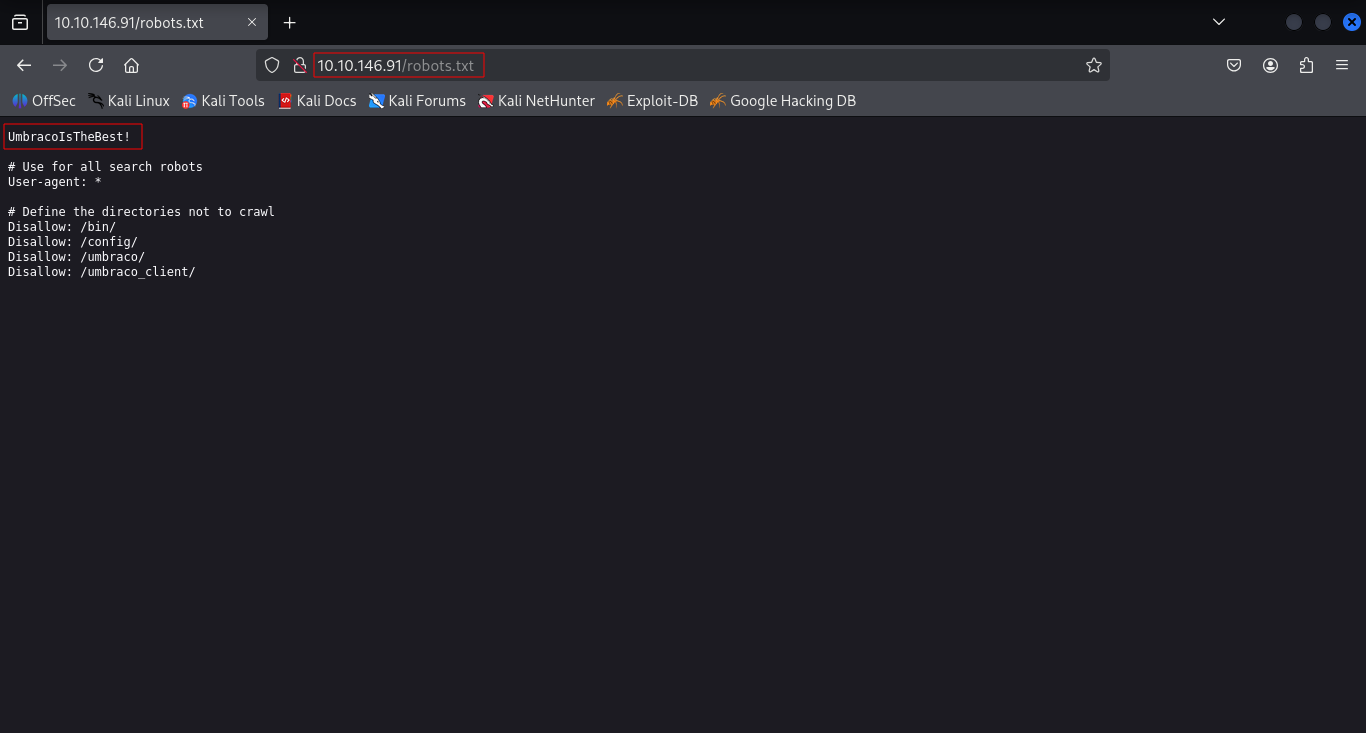 10.10.146.91/robots.txt
10.10.146.91/robots.txt
OffSec Kali Linux Kali Tools Kali Docs Kali Forums Kali NetHunter Exploit-DB Google Hacking DB
UmbracoIsTheBest!
# Use for all search robots
User-agent: *
# Define the directories not to crawl
Disallow: /bin/
Disallow: /config/
Disallow: /umbraco/
Disallow: /umbraco_client/